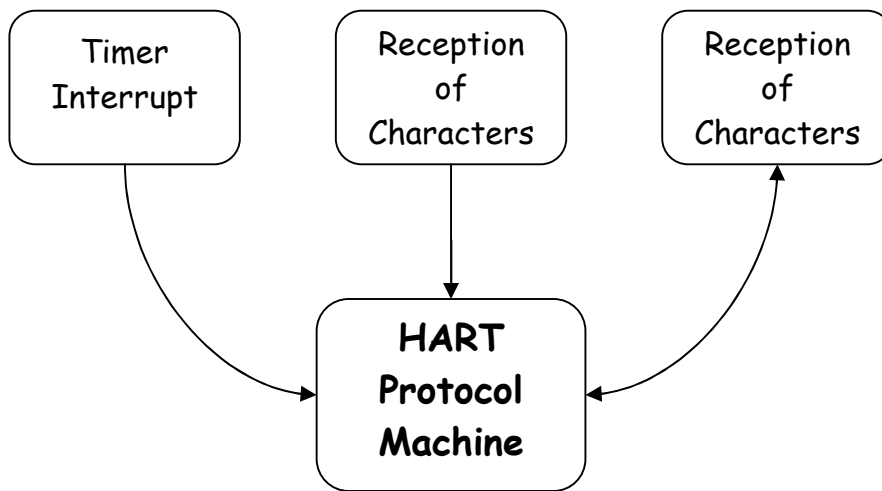 Timer
Interrupt
Reception
of
Characters
Reception
of
Characters
HART
Protocol
Machine